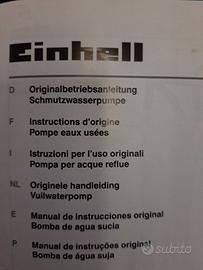 Einhell
D Originalbetriebsanleitung
Schmutzwasserpumpe
F Instructions d'origine
Pompe eaux usées
I Istruzioni per l'uso originali
Pompa per acque reflue
NL Originele handleiding
Vuilwaterpomp
E Manual de instrucciones original
Bomba de agua sucia
P Manual de instruções original
Bomba de água suja
subito